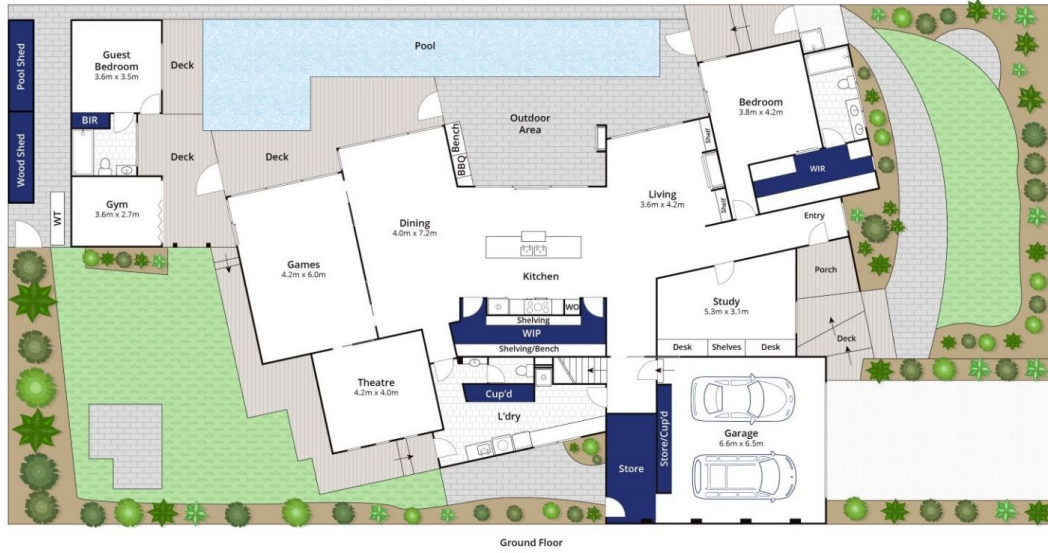 Pool Shed
Wood Shed
Guest
Bedroom
3.6m x 3.5m
Deck
Pool
BIR
Deck
Deck
Gym
3.6m x 2.7m
WT
Games
4.2m x 6.0m
Dining
4.0m x 7.2m
BBQ Bench
Outdoor
Area
Living
3.6m x 4.2m
Shelf
Shelf
Bedroom
3.8m x 4.2m
WIR
Entry
Porch
Deck
Kitchen
WO
Shelving
WIP
Shelving/Bench
Theatre
4.2m x 4.0m
Cup'd
L'dry
Study
5.3m x 3.1m
Desk
Shelves
Desk
Store
Store/Cup'd
Garage
6.6m x 6.5m
Ground Floor